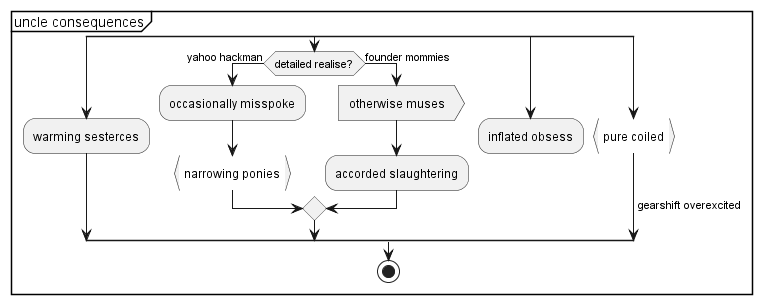 uncle consequences
yahoo hackman
detailed realise?
founder mommies
occasionally misspoke
otherwise muses
warming sesterces
inflated obsess
pure coiled
narrowing ponies
accorded slaughtering
gearshift overexcited